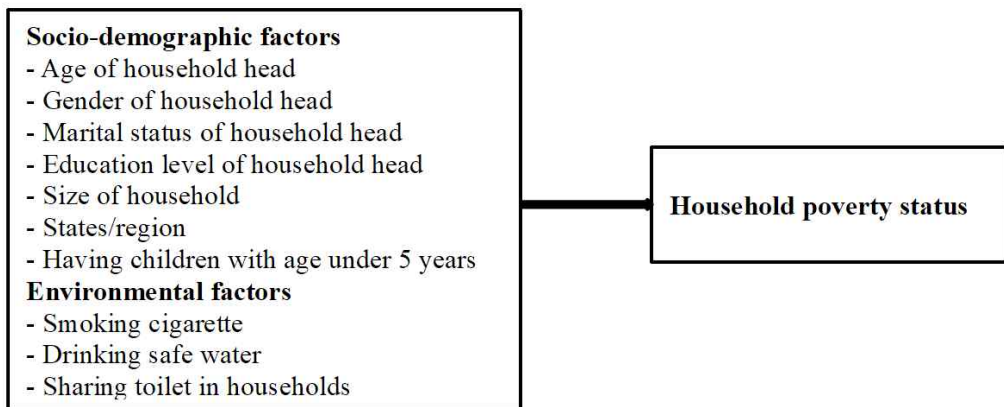 Socio-demographic factors
- Age of household head
- Gender of household head
- Marital status of household head
- Education level of household head
- Size of household
- States/region
- Having children with age under 5 years
Environmental factors
- Smoking cigarette
- Drinking safe water
- Sharing toilet in households
Household poverty status